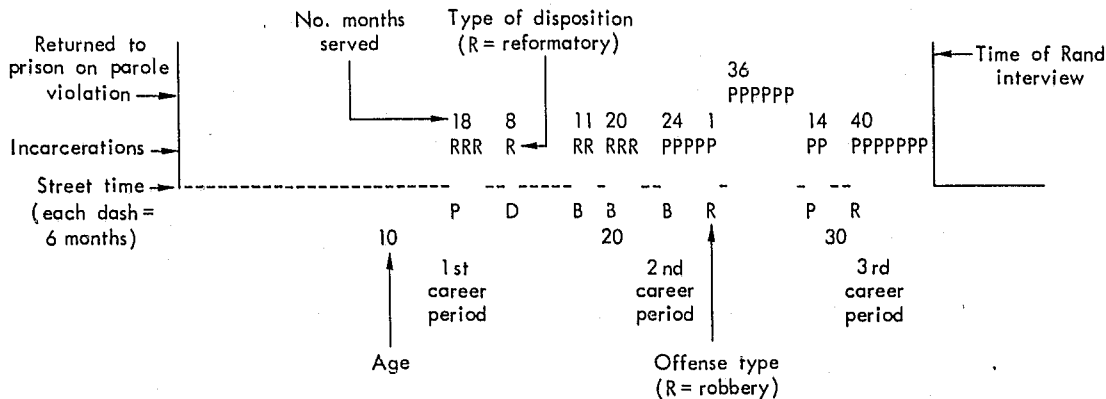 No. months
served
Type of disposition
(R = reformatory)
Returned to
prison on parole
violation
Time of Rand
interview
36
PPPPPP
18 8 11 20 24 1 14 40
Incarcerations
RRR R RR RRR PPPPP PP PPPPPPP
Street time
(each dash =
6 months)
P D B B B R P R
10 20 30
1st
career
period
2nd
career
period
3rd
career
period
Age
Offense type
(R = robbery)